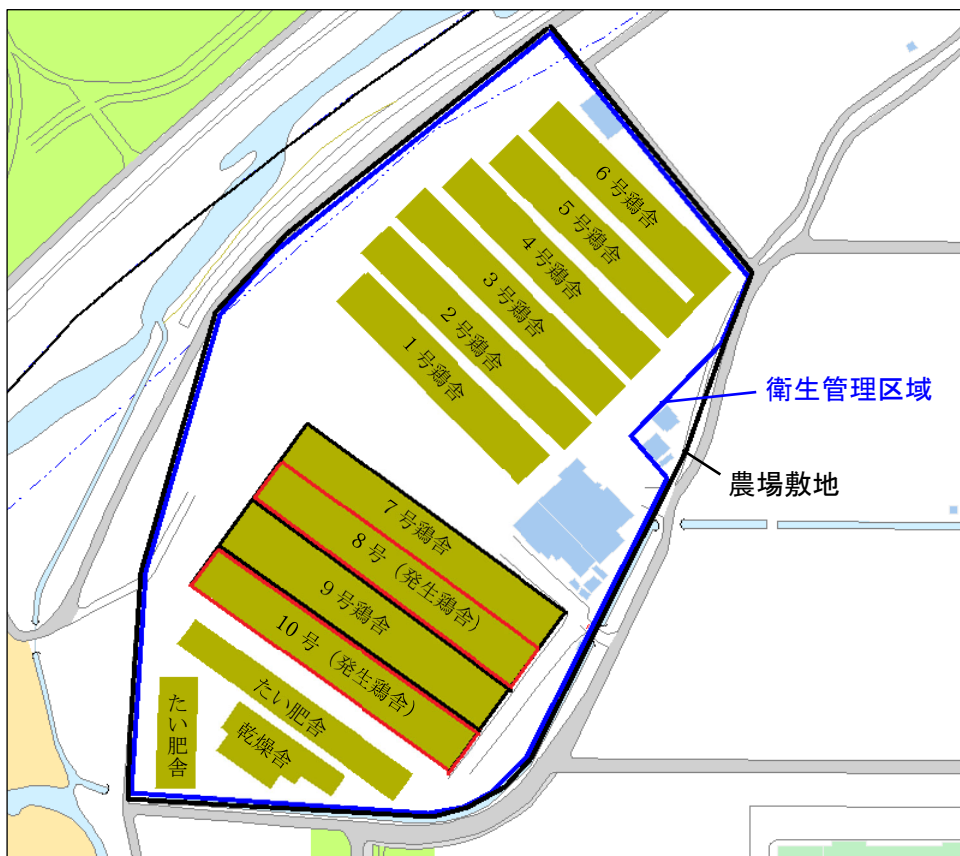 6号鶏舎
5号鶏舎
4号鶏舎
3号鶏舎
2号鶏舎
1号鶏舎
衛生管理区域
農場敷地
7号鶏舎
8号(発生鶏舎)
9号鶏舎
10号(発生鶏舎)
たい肥舎
たい肥舎
乾燥舎